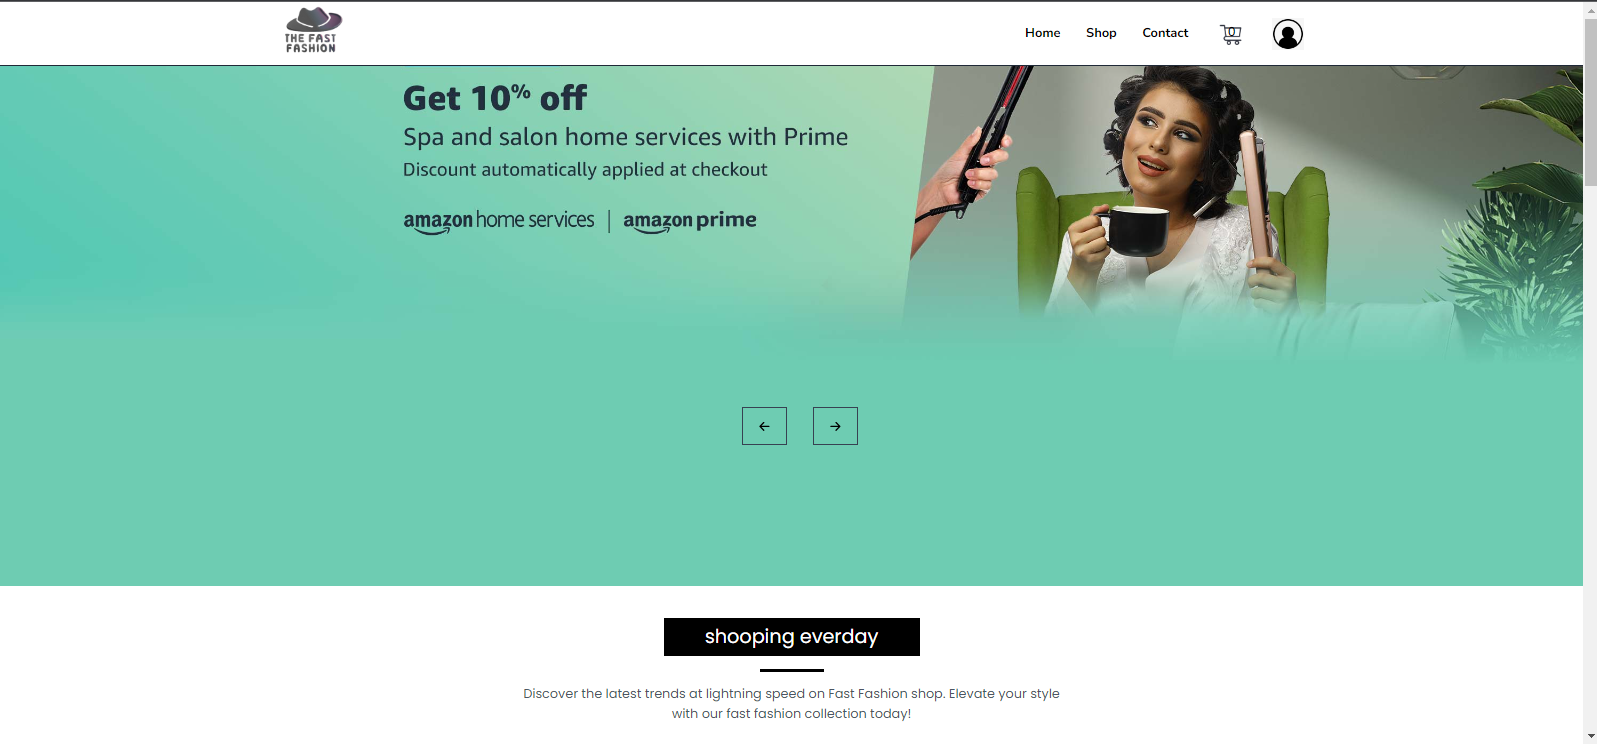 THE FAST
FASHION
Home Shop Contact 0
Get 10% off
Spa and salon home services with Prime
Discount automatically applied at checkout
amazon home services | amazon prime
shooping everday
Discover the latest trends at lightning speed on Fast Fashion shop. Elevate your style
with our fast fashion collection today!